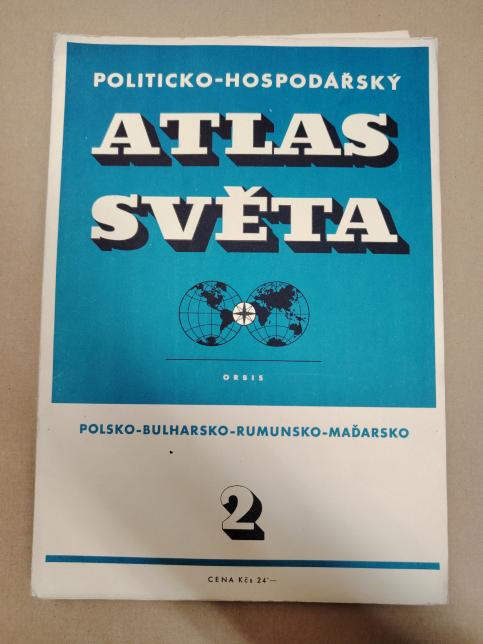 POLITICKO-HOSPODÁŘSKÝ
ATLAS
SVĚTA
ORBIS
POLSKO-BULHARSKO-RUMUNSKO-MAĎARSKO
2
CENA Kčs 24'—